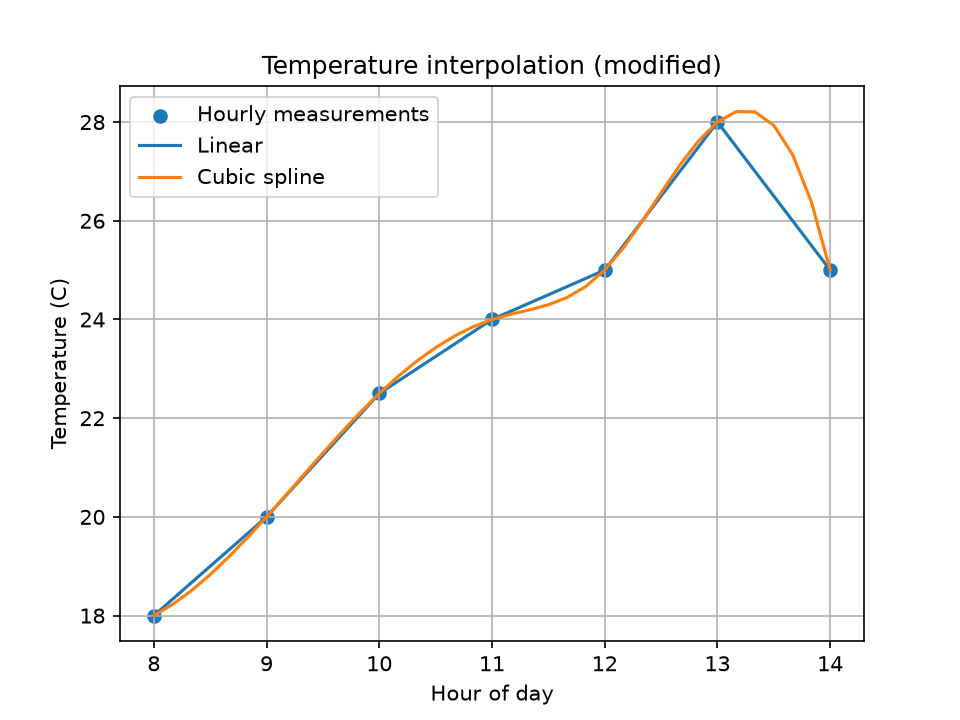 Temperature interpolation (modified)
Hourly measurements
Linear
Cubic spline
28
26
24
22
20
18
Temperature (C)
8 9 10 11 12 13 14
Hour of day